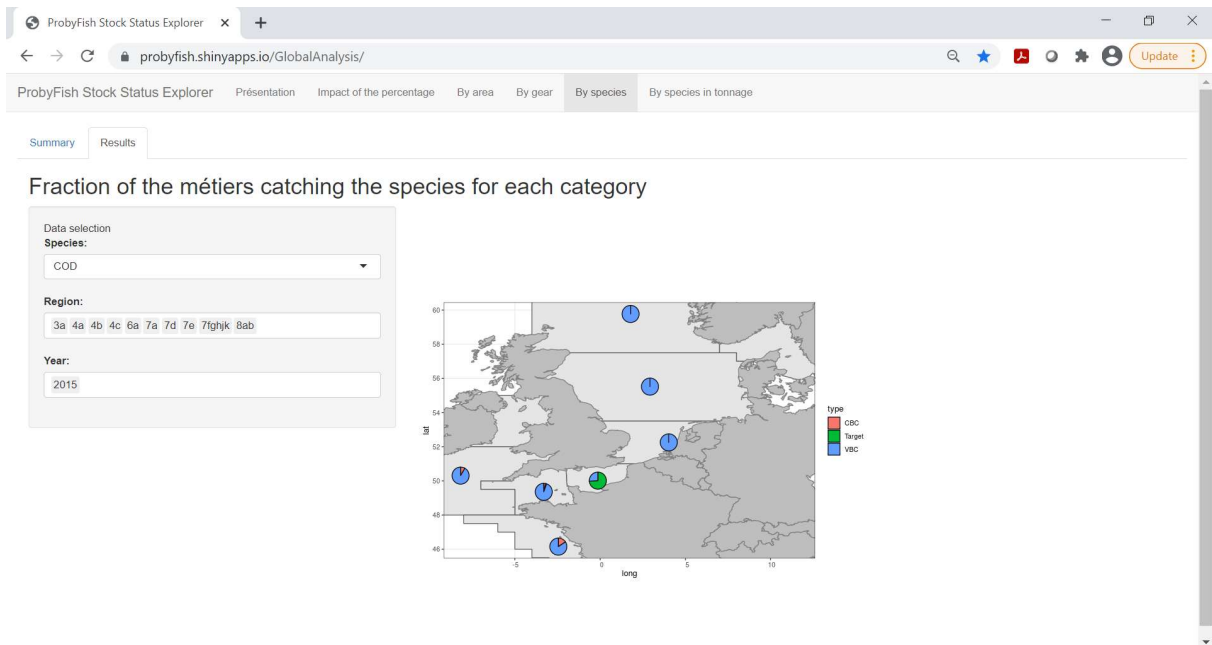 ProbyFish Stock Status Explorer
probyfish.shinyapps.io/GlobalAnalysis/
Update
ProbyFish Stock Status Explorer Présentation Impact of the percentage By area By gear By species By species in tonnage
Summary Results
Fraction of the métiers catching the species for each category
Data selection
Species:
COD
Region:
3a 4a 4b 4c 6a 7a 7d 7e 7fghjk 8ab
Year:
2015
60
58
56
54
52
50
48
46
lat
-5 0 5 10
long
type
CBC
Target
VBC